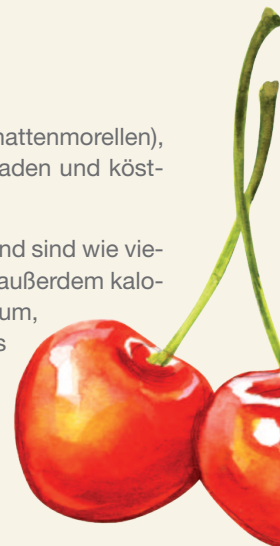 hattenmorellen),
aden und köst-
nd sind wie vie-
außerdem kalo-
um,
s